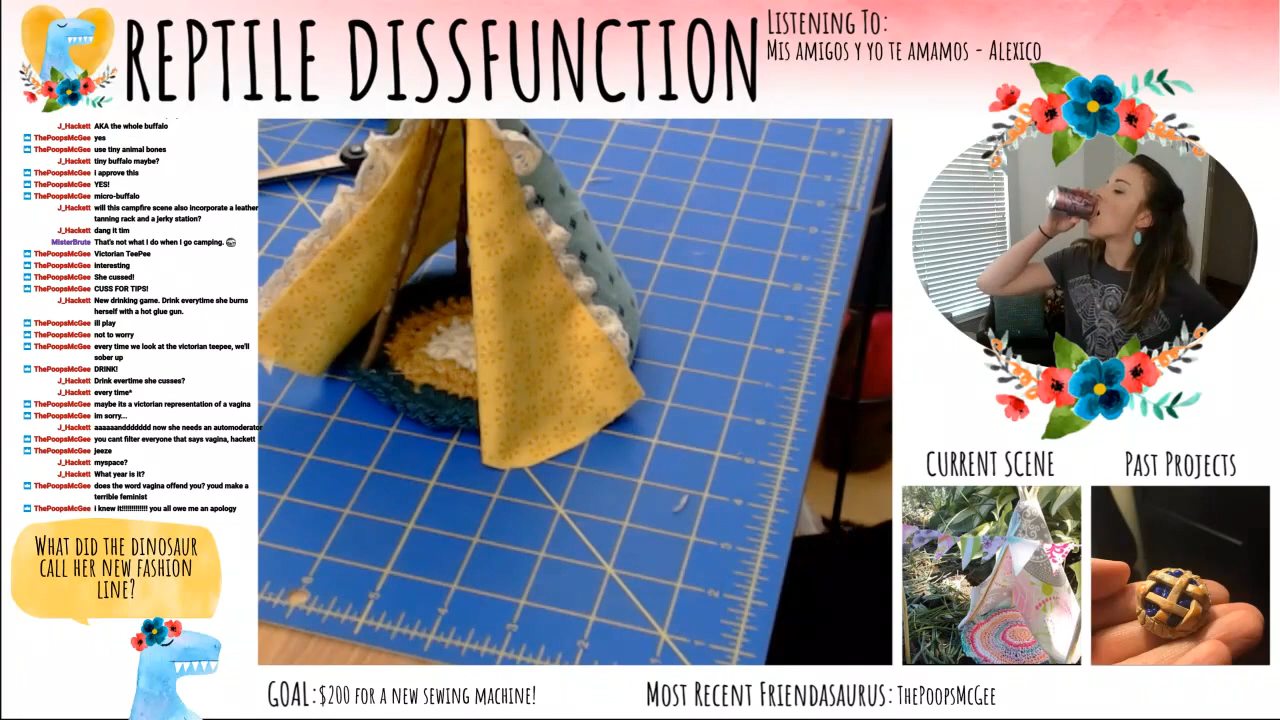 REPTILE DISSFUNCTION
LISTENING TO:
MIS AMIGOS Y YO TE AMAMOS - ALEXICO
J_Hackett AKA the whole buffalo
ThePoopsMcGee yes
ThePoopsMcGee use tiny animal bones
J_Hackett tiny buffalo maybe?
ThePoopsMcGee i approve this
ThePoopsMcGee YES!
ThePoopsMcGee micro-buffalo
J_Hackett will this campfire scene also incorporate a leather
tanning rack and a jerky station?
J_Hackett dang it tim
MisterBrute That's not what I do when I go camping.
ThePoopsMcGee Victorian TeePee
ThePoopsMcGee interesting
ThePoopsMcGee She cussed!
ThePoopsMcGee CUSS FOR TIPS!
J_Hackett New drinking game. Drink everytime she burns
herself with a hot glue gun.
ThePoopsMcGee ill play
ThePoopsMcGee not to worry
ThePoopsMcGee every time we look at the victorian teepee, we'll
sober up
ThePoopsMcGee DRINK!
J_Hackett Drink evertime she cusses?
J_Hackett every time*
ThePoopsMcGee maybe its a victorian representation of a vagina
ThePoopsMcGee im sorry...
J_Hackett aaaaaanddddddd now she needs an automoderator
ThePoopsMcGee you cant filter everyone that says vagina, hackett
ThePoopsMcGee jeeze
J_Hackett myspace?
J_Hackett What year is it?
ThePoopsMcGee does the word vagina offend you? youd make a
terrible feminist
ThePoopsMcGee i knew it!!!!!!!!!!!!! you all owe me an apology
CURRENT SCENE
PAST PROJECTS
WHAT DID THE DINOSAUR
CALL HER NEW FASHION
LINE?
GOAL: $200 FOR A NEW SEWING MACHINE!
MOST RECENT FRIENDASAURUS: THEPOOPSMCGEE